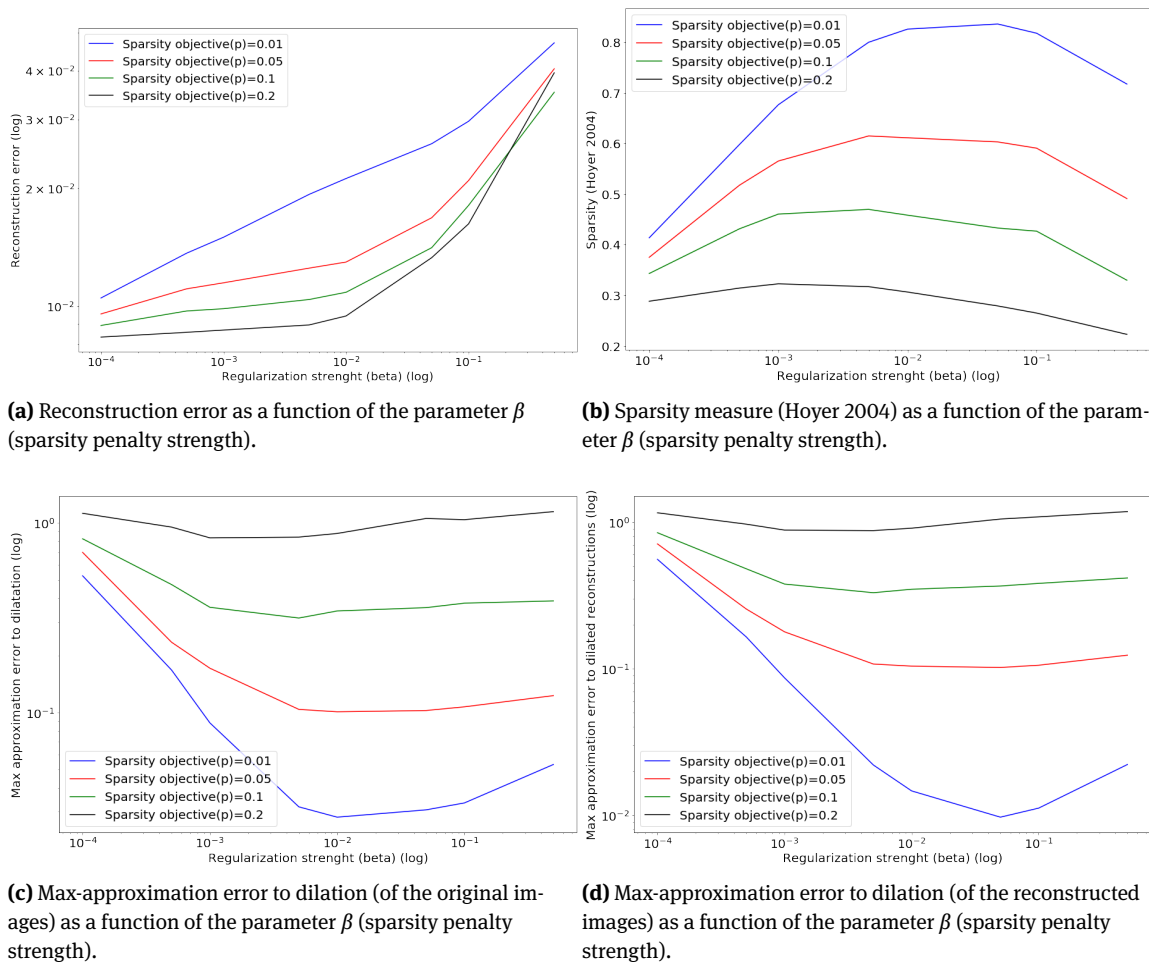 Sparsity objective(p)=0.01
Sparsity objective(p)=0.05
Sparsity objective(p)=0.1
Sparsity objective(p)=0.2
Reconstruction error (log)
4 × 10⁻²
3 × 10⁻²
2 × 10⁻²
10⁻²
10⁻⁴ 10⁻³ 10⁻² 10⁻¹
Regularization strenght (beta) (log)
(a) Reconstruction error as a function of the parameter β
(sparsity penalty strength).
Sparsity objective(p)=0.01
Sparsity objective(p)=0.05
Sparsity objective(p)=0.1
Sparsity objective(p)=0.2
Sparsity (Hoyer 2004)
0.8
0.7
0.6
0.5
0.4
0.3
0.2
10⁻⁴ 10⁻³ 10⁻² 10⁻¹
Regularization strenght (beta) (log)
(b) Sparsity measure (Hoyer 2004) as a function of the param-
eter β (sparsity penalty strength).
Max approximation error to dilatation (log)
10⁰
10⁻¹
Sparsity objective(p)=0.01
Sparsity objective(p)=0.05
Sparsity objective(p)=0.1
Sparsity objective(p)=0.2
10⁻⁴ 10⁻³ 10⁻² 10⁻¹
Regularization strenght (beta) (log)
(c) Max-approximation error to dilation (of the original im-
ages) as a function of the parameter β (sparsity penalty
strength).
Max approximation error to dilated reconstructions (log)
10⁰
10⁻¹
10⁻²
Sparsity objective(p)=0.01
Sparsity objective(p)=0.05
Sparsity objective(p)=0.1
Sparsity objective(p)=0.2
10⁻⁴ 10⁻³ 10⁻² 10⁻¹
Regularization strenght (beta) (log)
(d) Max-approximation error to dilation (of the reconstructed
images) as a function of the parameter β (sparsity penalty
strength).